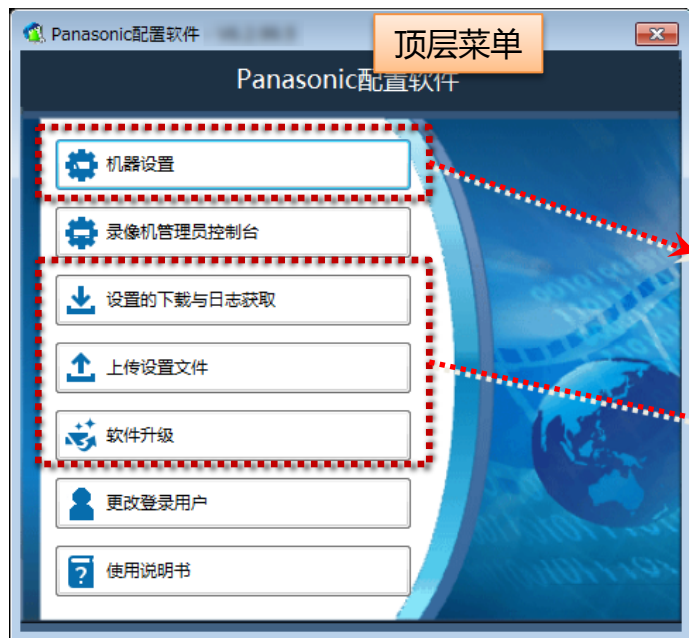 Panasonic配置软件
顶层菜单
Panasonic配置软件
机器设置
录像机管理员控制台
设置的下载与日志获取
上传设置文件
软件升级
更改登录用户
使用说明书